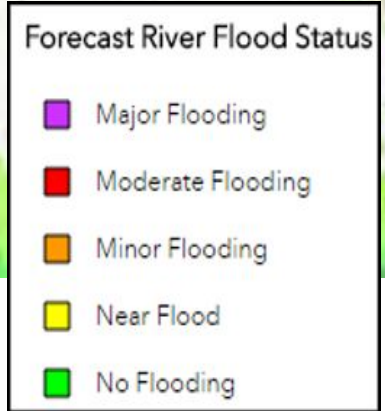 Forecast River Flood Status
Major Flooding
Moderate Flooding
Minor Flooding
Near Flood
No Flooding